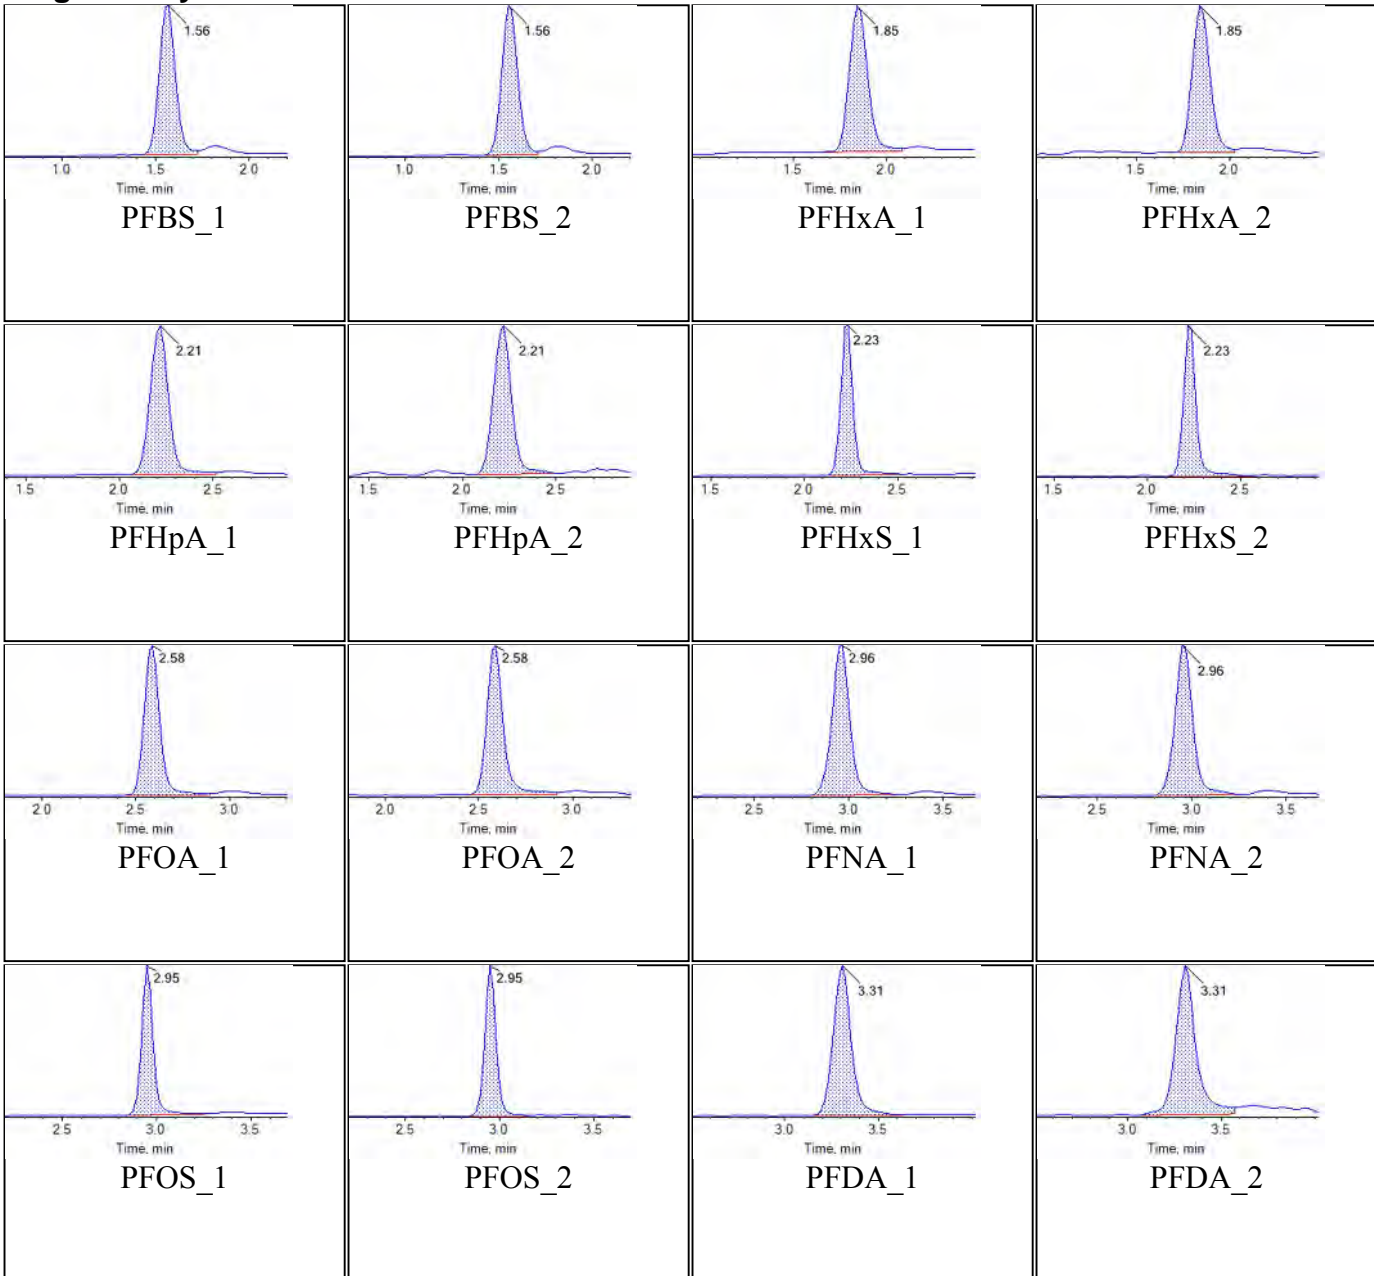 1.56 1.56 1.85 1.85
1.0 1.5 2.0 1.0 1.5 2.0 1.5 2.0 1.5 2.0
Time, min Time, min Time, min Time, min
PFBS_1 PFBS_2 PFHxA_1 PFHxA_2
2.21 2.21 2.23 2.23
1.5 2.0 2.5 1.5 2.0 2.5 1.5 2.0 2.5 1.5 2.0 2.5
Time, min Time, min Time, min Time, min
PFHpA_1 PFHpA_2 PFHxS_1 PFHxS_2
2.58 2.58 2.96 2.96
2.0 2.5 3.0 2.0 2.5 3.0 2.5 3.0 3.5 2.5 3.0 3.5
Time, min Time, min Time, min Time, min
PFOA_1 PFOA_2 PFNA_1 PFNA_2
2.95 2.95 3.31 3.31
2.5 3.0 3.5 2.5 3.0 3.5 3.0 3.5 3.0 3.5
Time, min Time, min Time, min Time, min
PFOS_1 PFOS_2 PFDA_1 PFDA_2